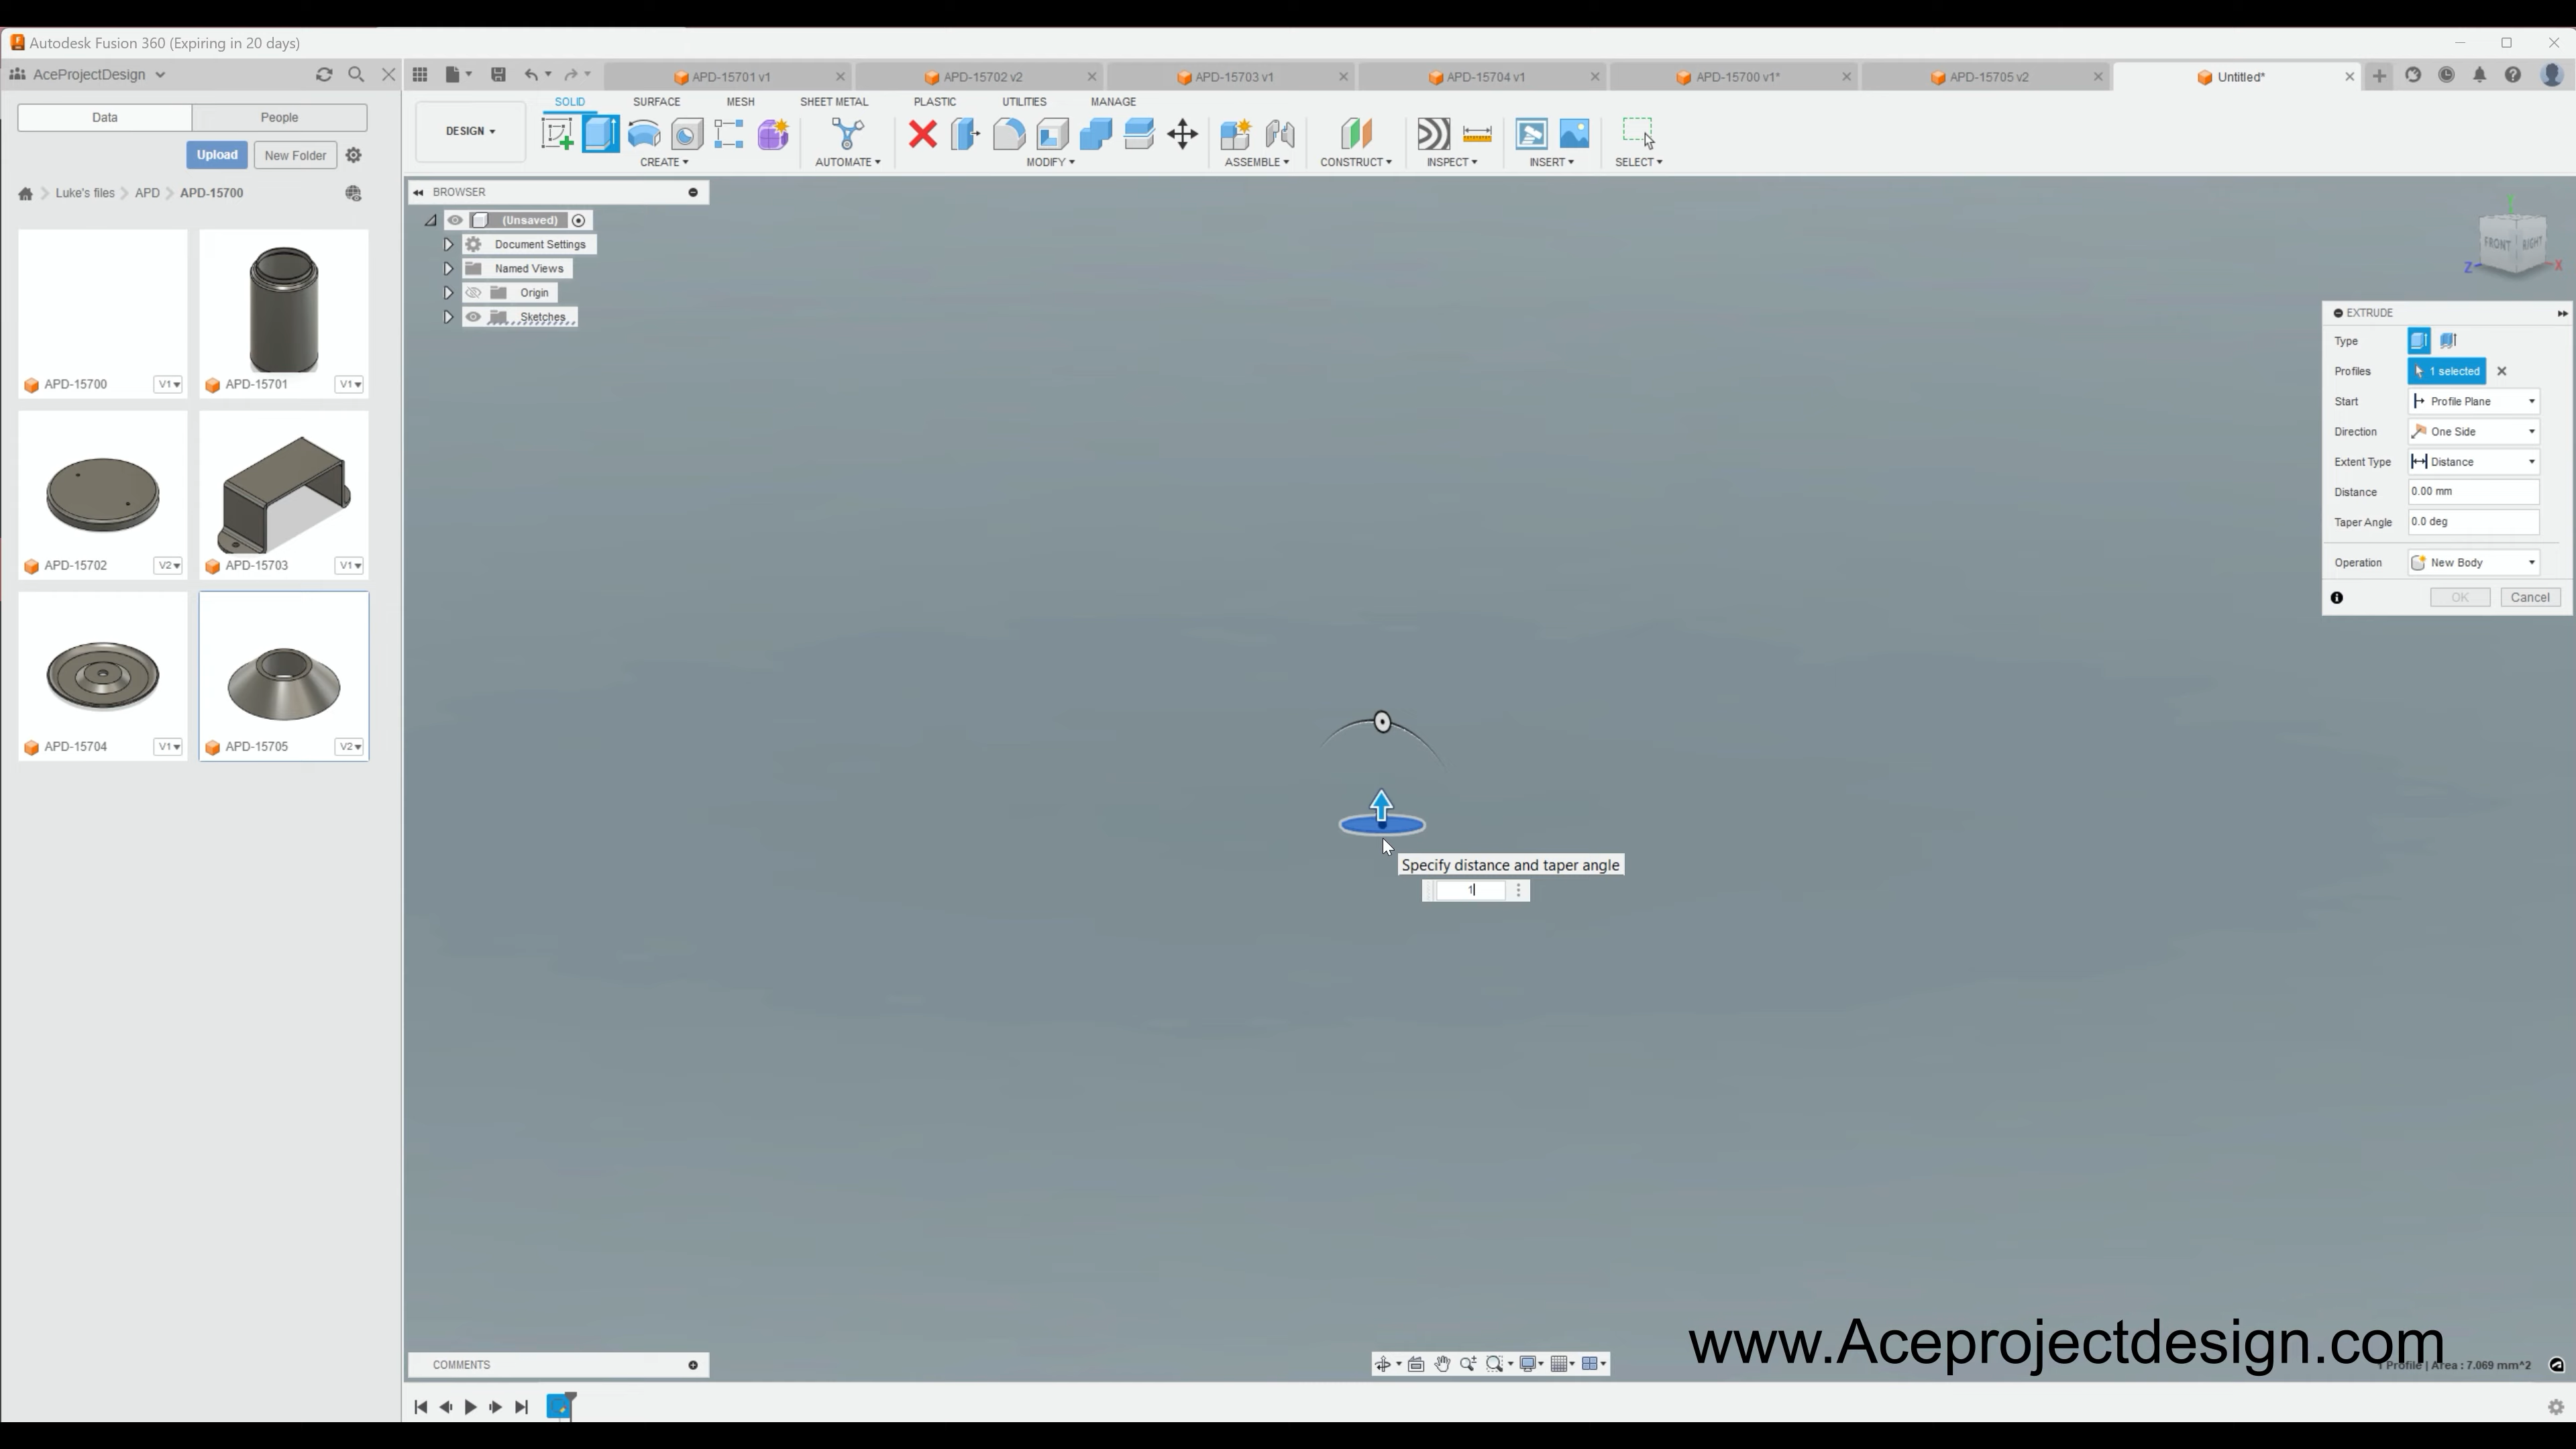 Autodesk Fusion 360 (Expiring in 20 days)
AceProjectDesign
APD-15701 v1
APD-15702 v2
APD-15703 v1
APD-15704 v1
APD-15700 v1*
APD-15705 v2
Untitled*
Data
People
Upload
New Folder
Luke's files
APD
APD-15700
DESIGN
SOLID
SURFACE
MESH
SHEET METAL
PLASTIC
UTILITIES
MANAGE
CREATE
AUTOMATE
MODIFY
ASSEMBLE
CONSTRUCT
INSPECT
INSERT
SELECT
BROWSER
(Unsaved)
Document Settings
Named Views
Origin
Sketches
APD-15700
V1
APD-15701
V1
APD-15702
V2
APD-15703
V1
APD-15704
V1
APD-15705
V2
FRONT
RIGHT
Z
X
EXTRUDE
Type
Profiles
1 selected
Start
Profile Plane
Direction
One Side
Extent Type
Distance
Distance
0.00 mm
Taper Angle
0.0 deg
Operation
New Body
OK
Cancel
Specify distance and taper angle
1
COMMENTS
www.Aceprojectdesign.com
1 Profile | Area : 7.069 mm^2